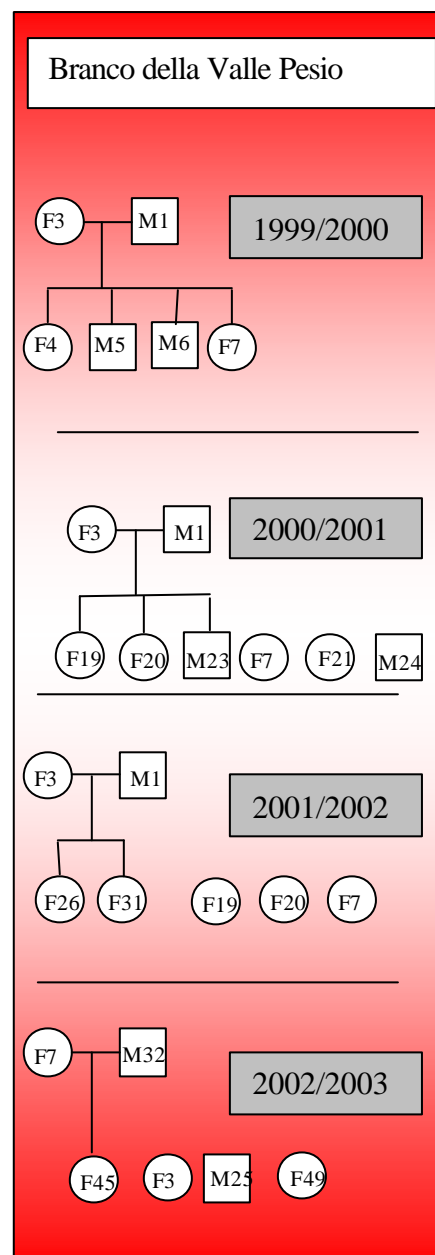 Branco della Valle Pesio
F3 M1 1999/2000
F4 M5 M6 F7
F3 M1 2000/2001
F19 F20 M23 F7 F21 M24
F3 M1 2001/2002
F26 F31 F19 F20 F7
F7 M32 2002/2003
F45 F3 M25 F49